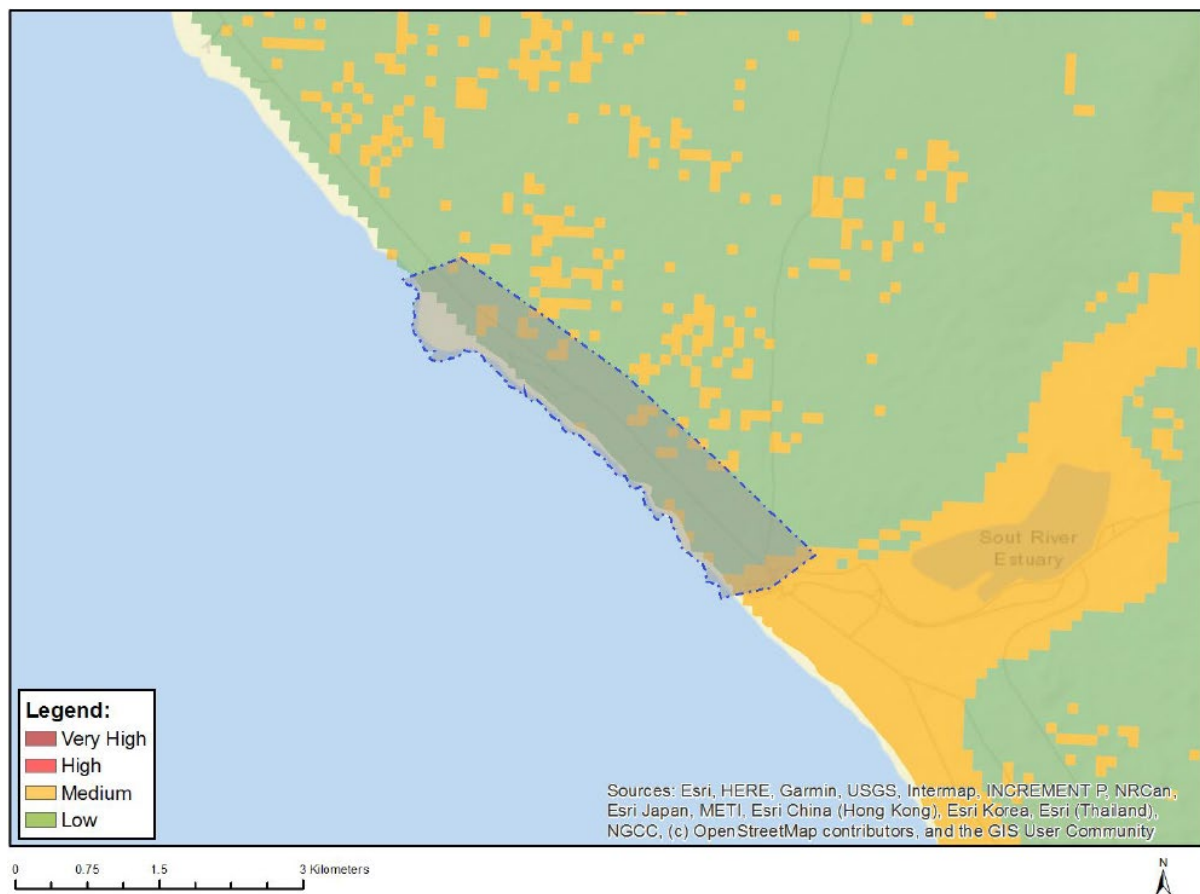 Sout River
Estuary
Legend:
Very High
High
Medium
Low
Sources: Esri, HERE, Garmin, USGS, Intermap, INCREMENT P, NRCan,
Esri Japan, METI, Esri China (Hong Kong), Esri Korea, Esri (Thailand),
NGCC, (c) OpenStreetMap contributors, and the GIS User Community
0 0.75 1.5 3 Kilometers
N